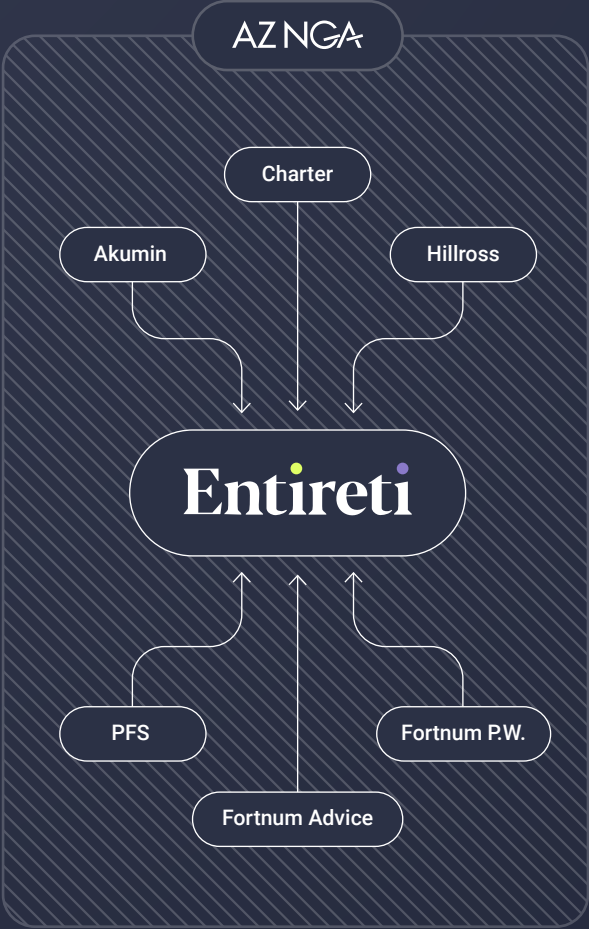 AZ NGA
Charter
Akumin
Hillross
Entireti
PFS
Fortnum P.W.
Fortnum Advice